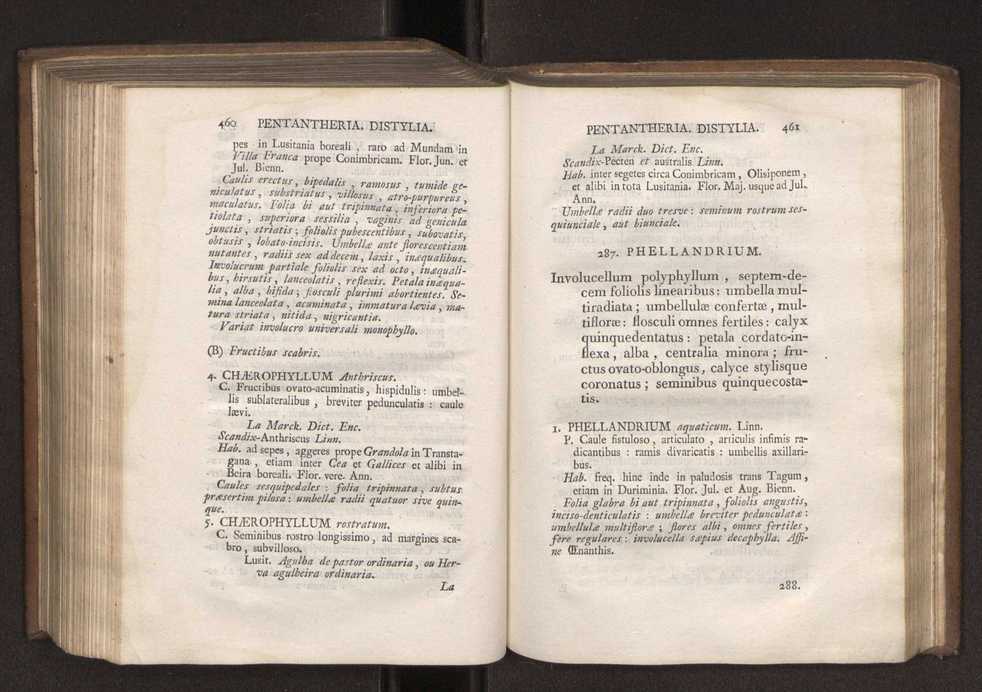 460 PENTANTHERIA. DISTYLIA.
pes in Lusitania boreali , raro ad Mundam in
Villa Franca prope Conimbricam. Flor. Jun. et
Jul. Bienn.
Caulis erectus, bipedalis , ramosus , tumide ge-
niculatus , substriatus , villosus , atro-purpureus,
maculatus. Folia bi aut tripinnata , inferiora pe-
tiolata , superiora sessilia , vaginis ad genicula
junctis , striatis ; foliolis pubescentibus , subovatis,
obtusis , lobato-incisis. Umbellæ ante florescentiam
nutantes , radiis sex ad decem, laxis , inæqualibus.
Involucrum partiale foliolis sex ad octo , inæquali-
bus, hirsutis , lanceolatis , reflexis. Petala inæqua-
lia , alba , bifida ; flosculi plurimi abortientes. Se-
mina lanceolata , acuminata , immatura lævia , ma-
tura striata , nitida , nigricantia.
Variat involucro universali monophyllo.
(B) Fructibus scabris.
4. CHÆROPHYLLUM Anthriscus.
C. Fructibus ovato-acuminatis , hispidulis : umbel-
lis sublateralibus , breviter pedunculatis : caule
lævi.
La Marck. Dict. Enc.
Scandix-Anthriscus Linn.
Hab. ad sepes , aggeres prope Grandola in Transta-
gana , etiam inter Cea et Gallices et alibi in
Beira boreali. Flor. vere. Ann.
Caules sesquipedales : folia tripinnata , subtus
præsertim pilosa : umbellæ radii quatuor sive quin-
que.
5. CHÆROPHYLLUM rostratum.
C. Seminibus rostro longissimo , ad margines sca-
bro , subvilloso.
Lusit. Agulha de pastor ordinaria , ou Her-
va agulheira ordinaria.
La
PENTANTHERIA. DISTYLIA. 461
La Marck. Dict. Enc.
Scandix-Pecten et australis Linn.
Hab. inter segetes circa Conimbricam , Olisiponem ,
et alibi in tota Lusitania. Flor. Maj. usque ad Jul.
Ann.
Umbellæ radii duo tresve : seminum rostrum ses-
quiunciale , aut biunciale.
287. PHELLANDRIUM.
Involucellum polyphyllum , septem-de-
cem foliolis linearibus : umbella mul-
tiradiata ; umbellulæ confertæ , mul-
tifloræ : flosculi omnes fertiles : calyx
quinquedentatus : petala cordato-in-
flexa , alba , centralia minora ; fru-
ctus ovato-oblongus, calyce stylisque
coronatus ; seminibus quinquecosta-
tis.
1. PHELLANDRIUM aquaticum. Linn.
P. Caule fistuloso , articulato , articulis infimis ra-
dicantibus : ramis divaricatis : umbellis axillari-
bus.
Hab. freq. hinc inde in paludosis trans Tagum ,
etiam in Duriminia. Flor. Jul. et Aug. Bienn.
Folia glabra bi aut tripinnata , foliolis angustis,
inciso-denticulatis : umbellæ breviter pedunculatæ :
umbellulæ multifloræ ; flores albi , omnes fertiles ,
fere regulares : involucella sæpius decaphylla. Affi-
ne Œnanthis.
288.